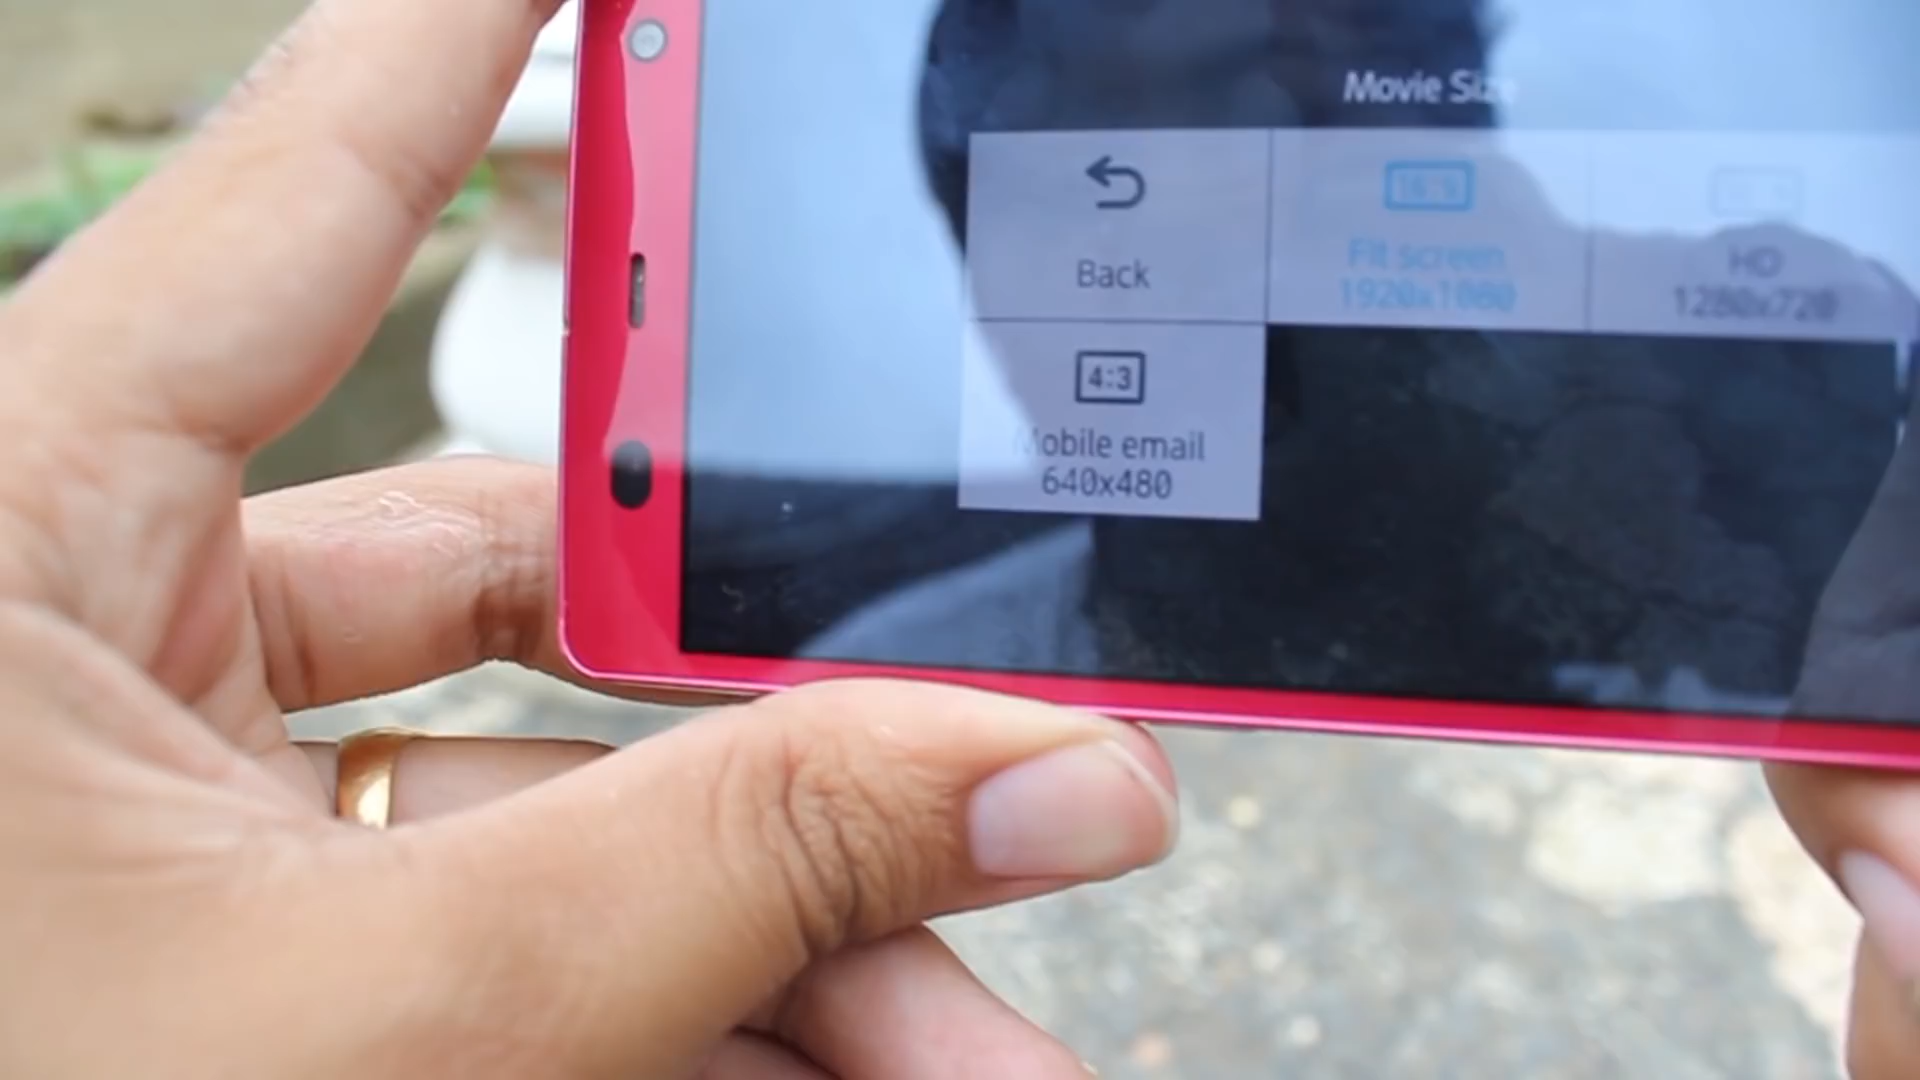 Movie Size
Back
16:9
Fit screen
1920x1080
HD
1280x720
4:3
Mobile email
640x480